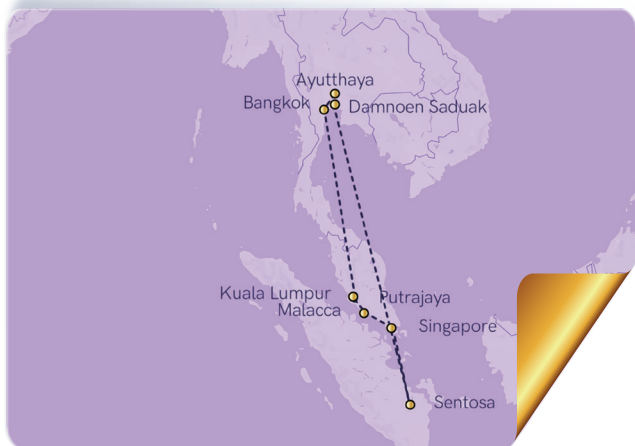 Ayutthaya
Bangkok
Damnoen Saduak
Kuala Lumpur
Putrajaya
Malacca
Singapore
Sentosa